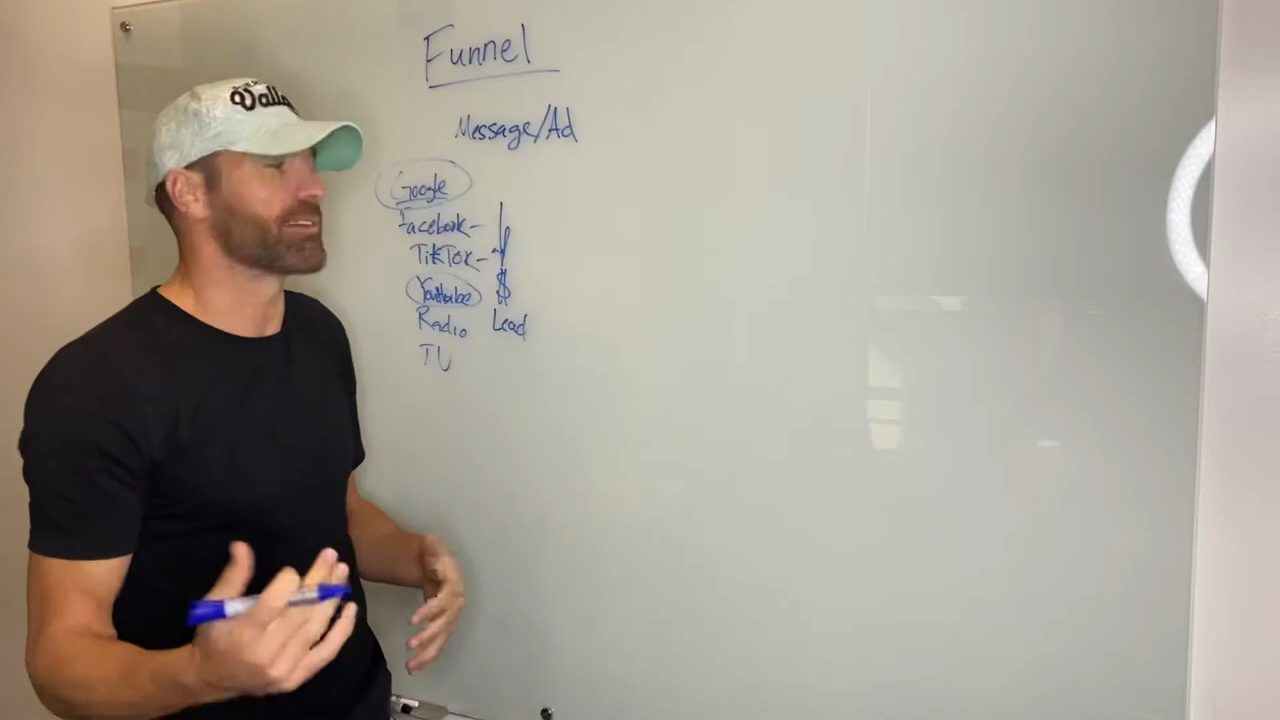 Funnel
Message/Ad
Google
Facebook
TikTok
Youtube
$
Radio
Lead
TV